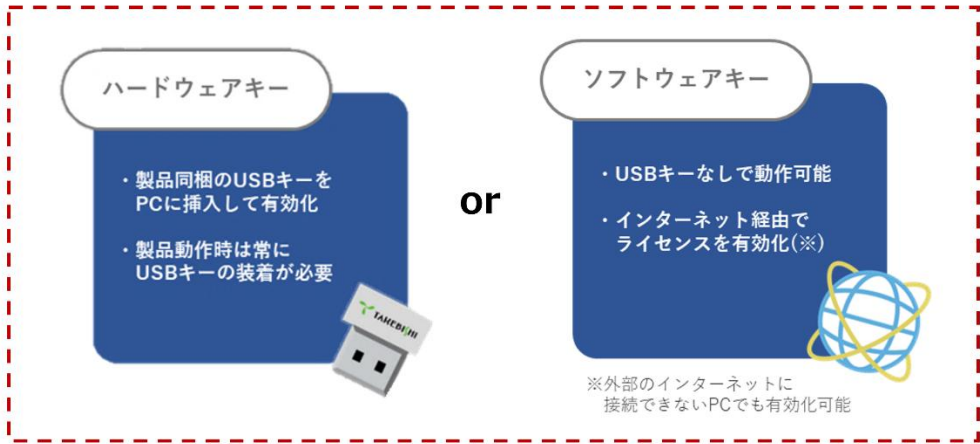 ハードウェアキー
・製品同梱のUSBキーを
PCに挿入して有効化
・製品動作時は常に
USBキーの装着が必要
TAKEBISHI
or
ソフトウェアキー
・USBキーなしで動作可能
・インターネット経由で
ライセンスを有効化(※)
※外部のインターネットに
接続できないPCでも有効化可能